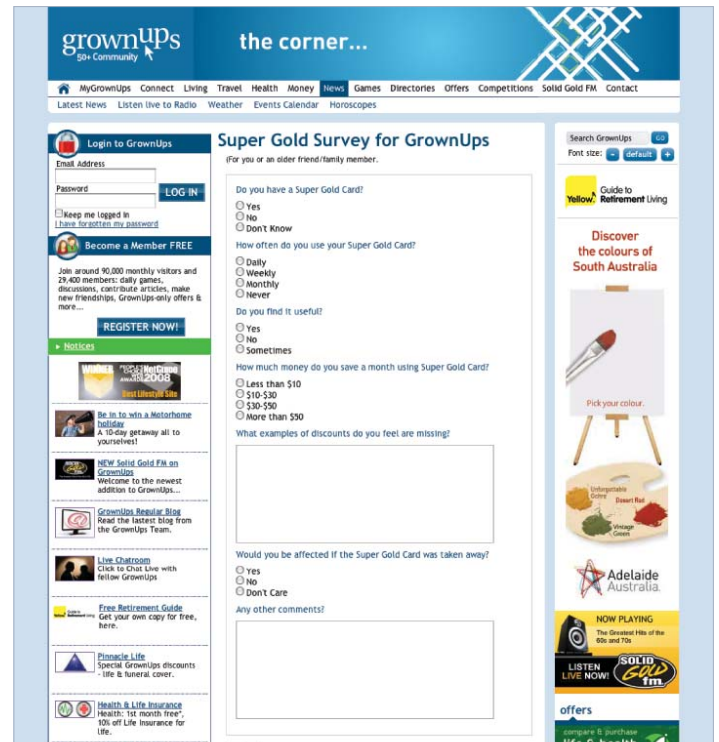 grownups
50+ Community
the corner...
MyGrownUps Connect Living Travel Health Money News Games Directories Offers Competitions Solid Gold FM Contact
Latest News Listen live to Radio Weather Events Calendar Horoscopes
Login to GrownUps
Email Address
Password
LOG IN
Keep me logged in
I have forgotten my password
Become a Member FREE
Join around 90,000 monthly visitors and
29,400 members: daily games,
discussions, contribute articles, make
new friendships, GrownUps-only offers &
more....
REGISTER NOW!
Notices
WINNER
PEOPLE'S CHOICE AWARD
NetGuide
2008
Best Lifestyle Site
Be in to win a Motorhome
holiday
A 10-day getaway all to
yourselves!
NEW Solid Gold FM on
GrownUps
Welcome to the newest
addition to GrownUps...
GrownUps Regular Blog
Read the lastest blog from
the GrownUps Team.
Live Chatroom
Click to Chat Live with
fellow GrownUps
Free Retirement Guide
Get your own copy for free,
here.
Pinnacle Life
Special GrownUps discounts
- life & funeral cover.
Health & Life Insurance
Health: 1st month free*,
10% off Life Insurance for
life.
Super Gold Survey for GrownUps
(For you or an older friend/family member.
Do you have a Super Gold Card?
Yes
No
Don't Know
How often do you use your Super Gold Card?
Daily
Weekly
Monthly
Never
Do you find it useful?
Yes
No
Sometimes
How much money do you save a month using Super Gold Card?
Less than $10
$10-$30
$30-$50
More than $50
What examples of discounts do you feel are missing?
Would you be affected if the Super Gold Card was taken away?
Yes
No
Don't Care
Any other comments?
Search GrownUps GO
Font size: - default +
Yellow
Guide to
Retirement Living
Discover
the colours of
South Australia
Pick your colour.
Unforgettable
Ochre
Desert Red
Vintage
Green
Adelaide
Australia.
NOW PLAYING
The Greatest Hits of the
60s and 70s
LISTEN
LIVE NOW!
SOLID
GOLD
fm
offers
compare & purchase